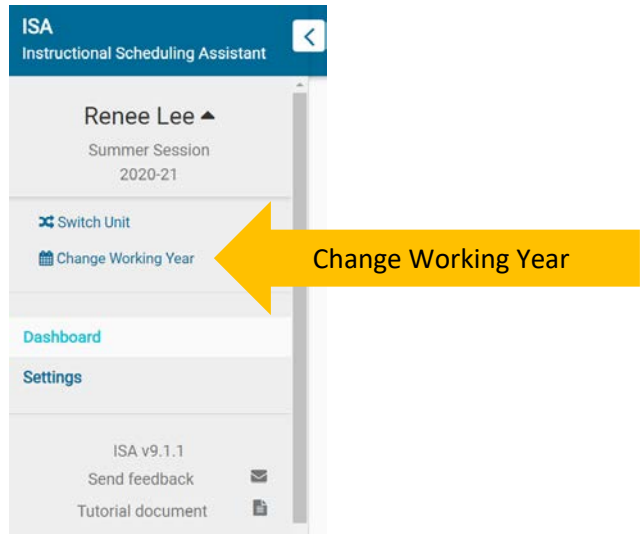 ISA
Instructional Scheduling Assistant
Renee Lee
Summer Session
2020-21
Switch Unit
Change Working Year
Change Working Year
Dashboard
Settings
ISA v9.1.1
Send feedback
Tutorial document